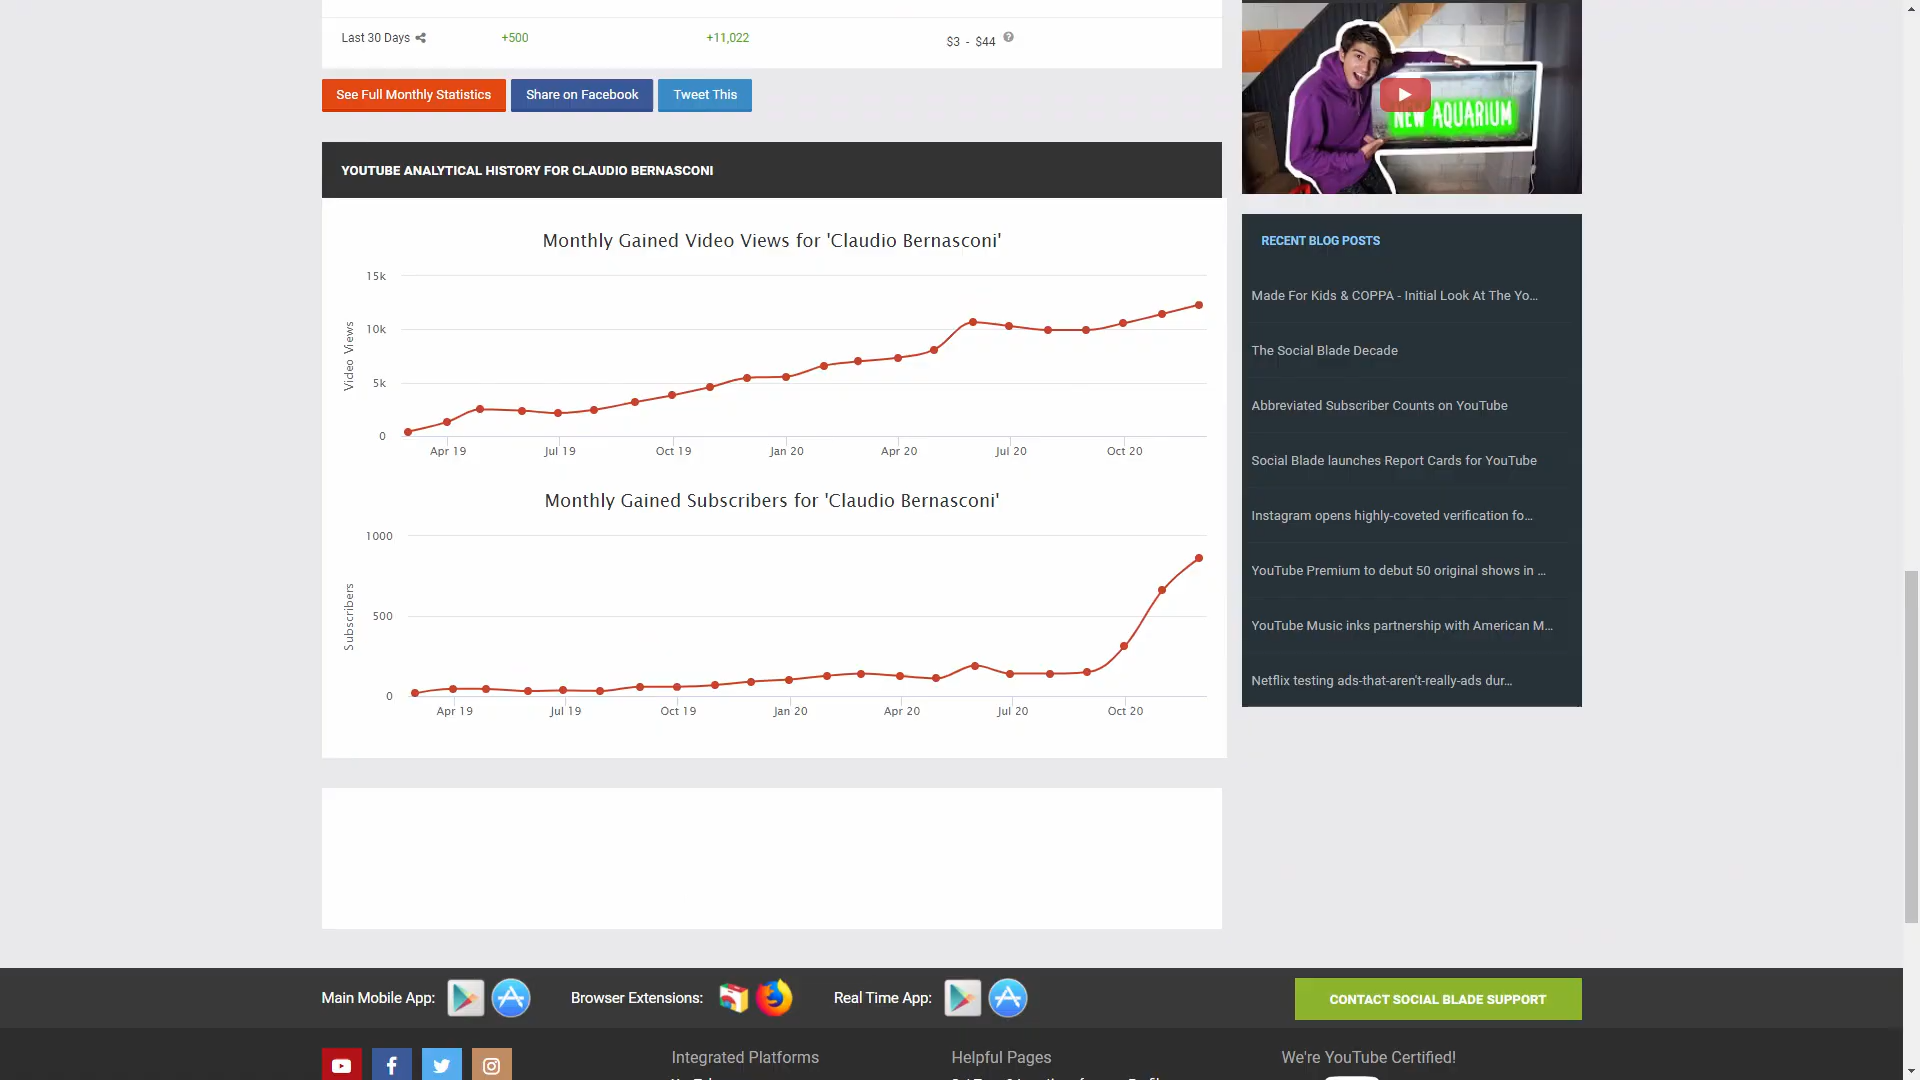 Last 30 Days +500 +11,022 $3 - $44
See Full Monthly Statistics Share on Facebook Tweet This
NEW AQUARIUM
YOUTUBE ANALYTICAL HISTORY FOR CLAUDIO BERNASCONI
Monthly Gained Video Views for 'Claudio Bernasconi'
15k
10k
5k
0
Video Views
Apr 19 Jul 19 Oct 19 Jan 20 Apr 20 Jul 20 Oct 20
Monthly Gained Subscribers for 'Claudio Bernasconi'
1000
500
0
Subscribers
Apr 19 Jul 19 Oct 19 Jan 20 Apr 20 Jul 20 Oct 20
RECENT BLOG POSTS
Made For Kids & COPPA - Initial Look At The Yo...
The Social Blade Decade
Abbreviated Subscriber Counts on YouTube
Social Blade launches Report Cards for YouTube
Instagram opens highly-coveted verification fo...
YouTube Premium to debut 50 original shows in ...
YouTube Music inks partnership with American M...
Netflix testing ads-that-aren't-really-ads dur...
Main Mobile App: Browser Extensions: Real Time App: CONTACT SOCIAL BLADE SUPPORT
Integrated Platforms Helpful Pages We're YouTube Certified!